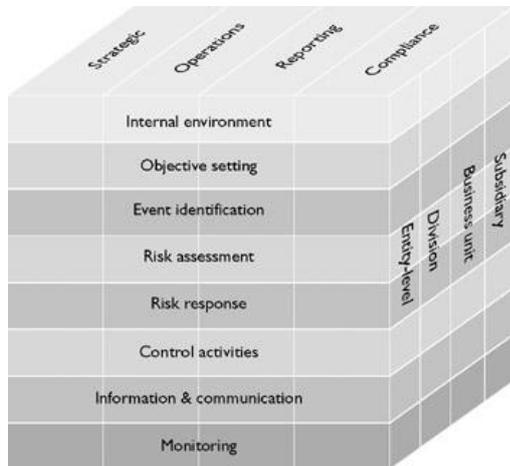 Strategic
Operations
Reporting
Compliance
Internal environment
Objective setting
Event identification
Risk assessment
Risk response
Control activities
Information & communication
Monitoring
Entity-level
Division
Business unit
Subsidiary